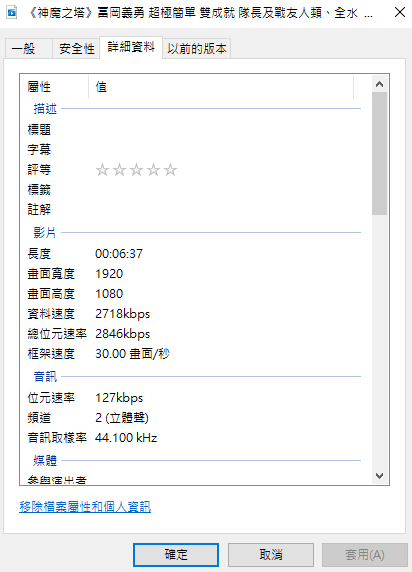 《神魔之塔》冨岡義勇 超極簡單 雙成就 隊長及戰友人類、全水 ...
一般 安全性 詳細資料 以前的版本
屬性 值
描述
標題
字幕
評等 ☆☆☆☆☆
標籤
註解
影片
長度 00:06:37
畫面寬度 1920
畫面高度 1080
資料速度 2718kbps
總位元速率 2846kbps
框架速度 30.00 畫面/秒
音訊
位元速率 127kbps
頻道 2 (立體聲)
音訊取樣率 44.100 kHz
媒體
參與演出者
移除檔案屬性和個人資訊
確定 取消 套用(A)